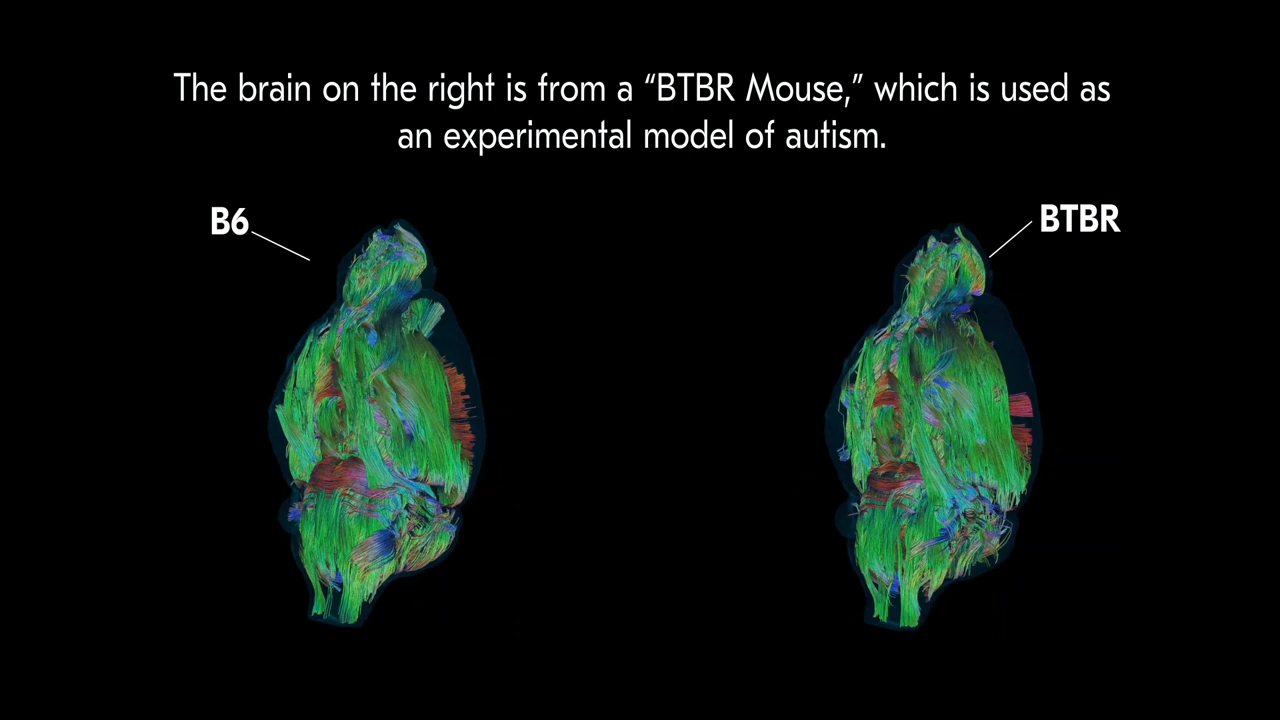 The brain on the right is from a “BTBR Mouse,” which is used as
an experimental model of autism.
B6
BTBR